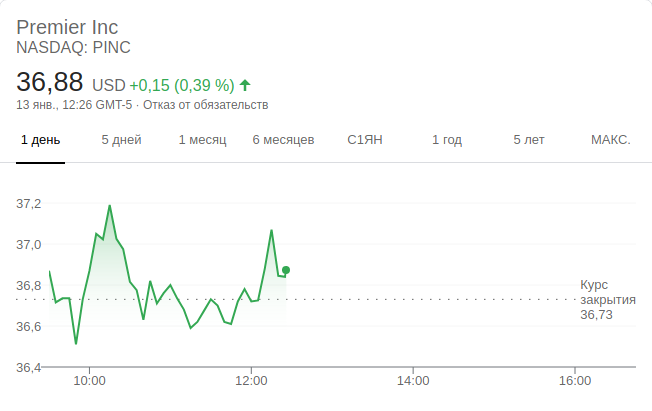 Premier Inc
NASDAQ: PINC
36,88 USD +0,15 (0,39 %)
13 янв., 12:26 GMT-5 · Отказ от обязательств
1 день 5 дней 1 месяц 6 месяцев С1ЯН 1 год 5 лет МАКС.
37,2
37,0
36,8
36,6
36,4
Курс
закрытия
36,73
10:00 12:00 14:00 16:00